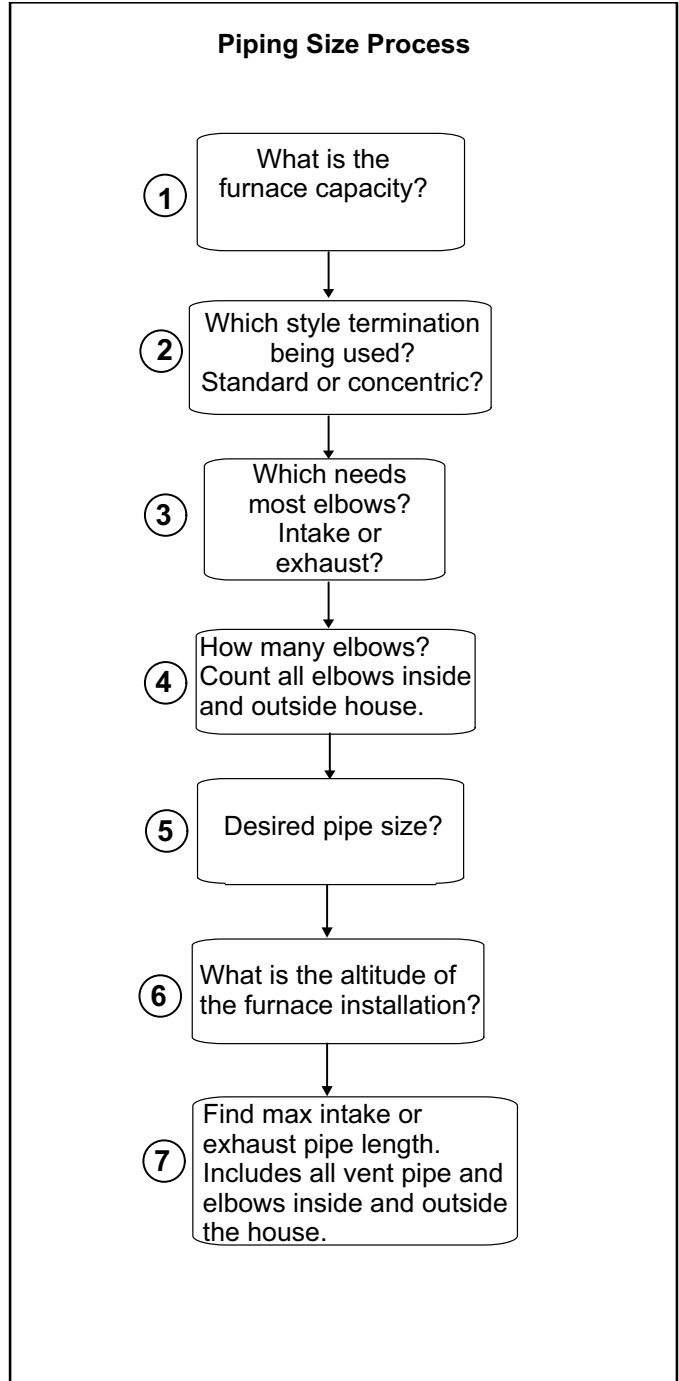 Piping Size Process
1
What is the
furnace capacity?
2
Which style termination
being used?
Standard or concentric?
3
Which needs
most elbows?
Intake or
exhaust?
4
How many elbows?
Count all elbows inside
and outside house.
5
Desired pipe size?
6
What is the altitude of
the furnace installation?
7
Find max intake or
exhaust pipe length.
Includes all vent pipe and
elbows inside and outside
the house.